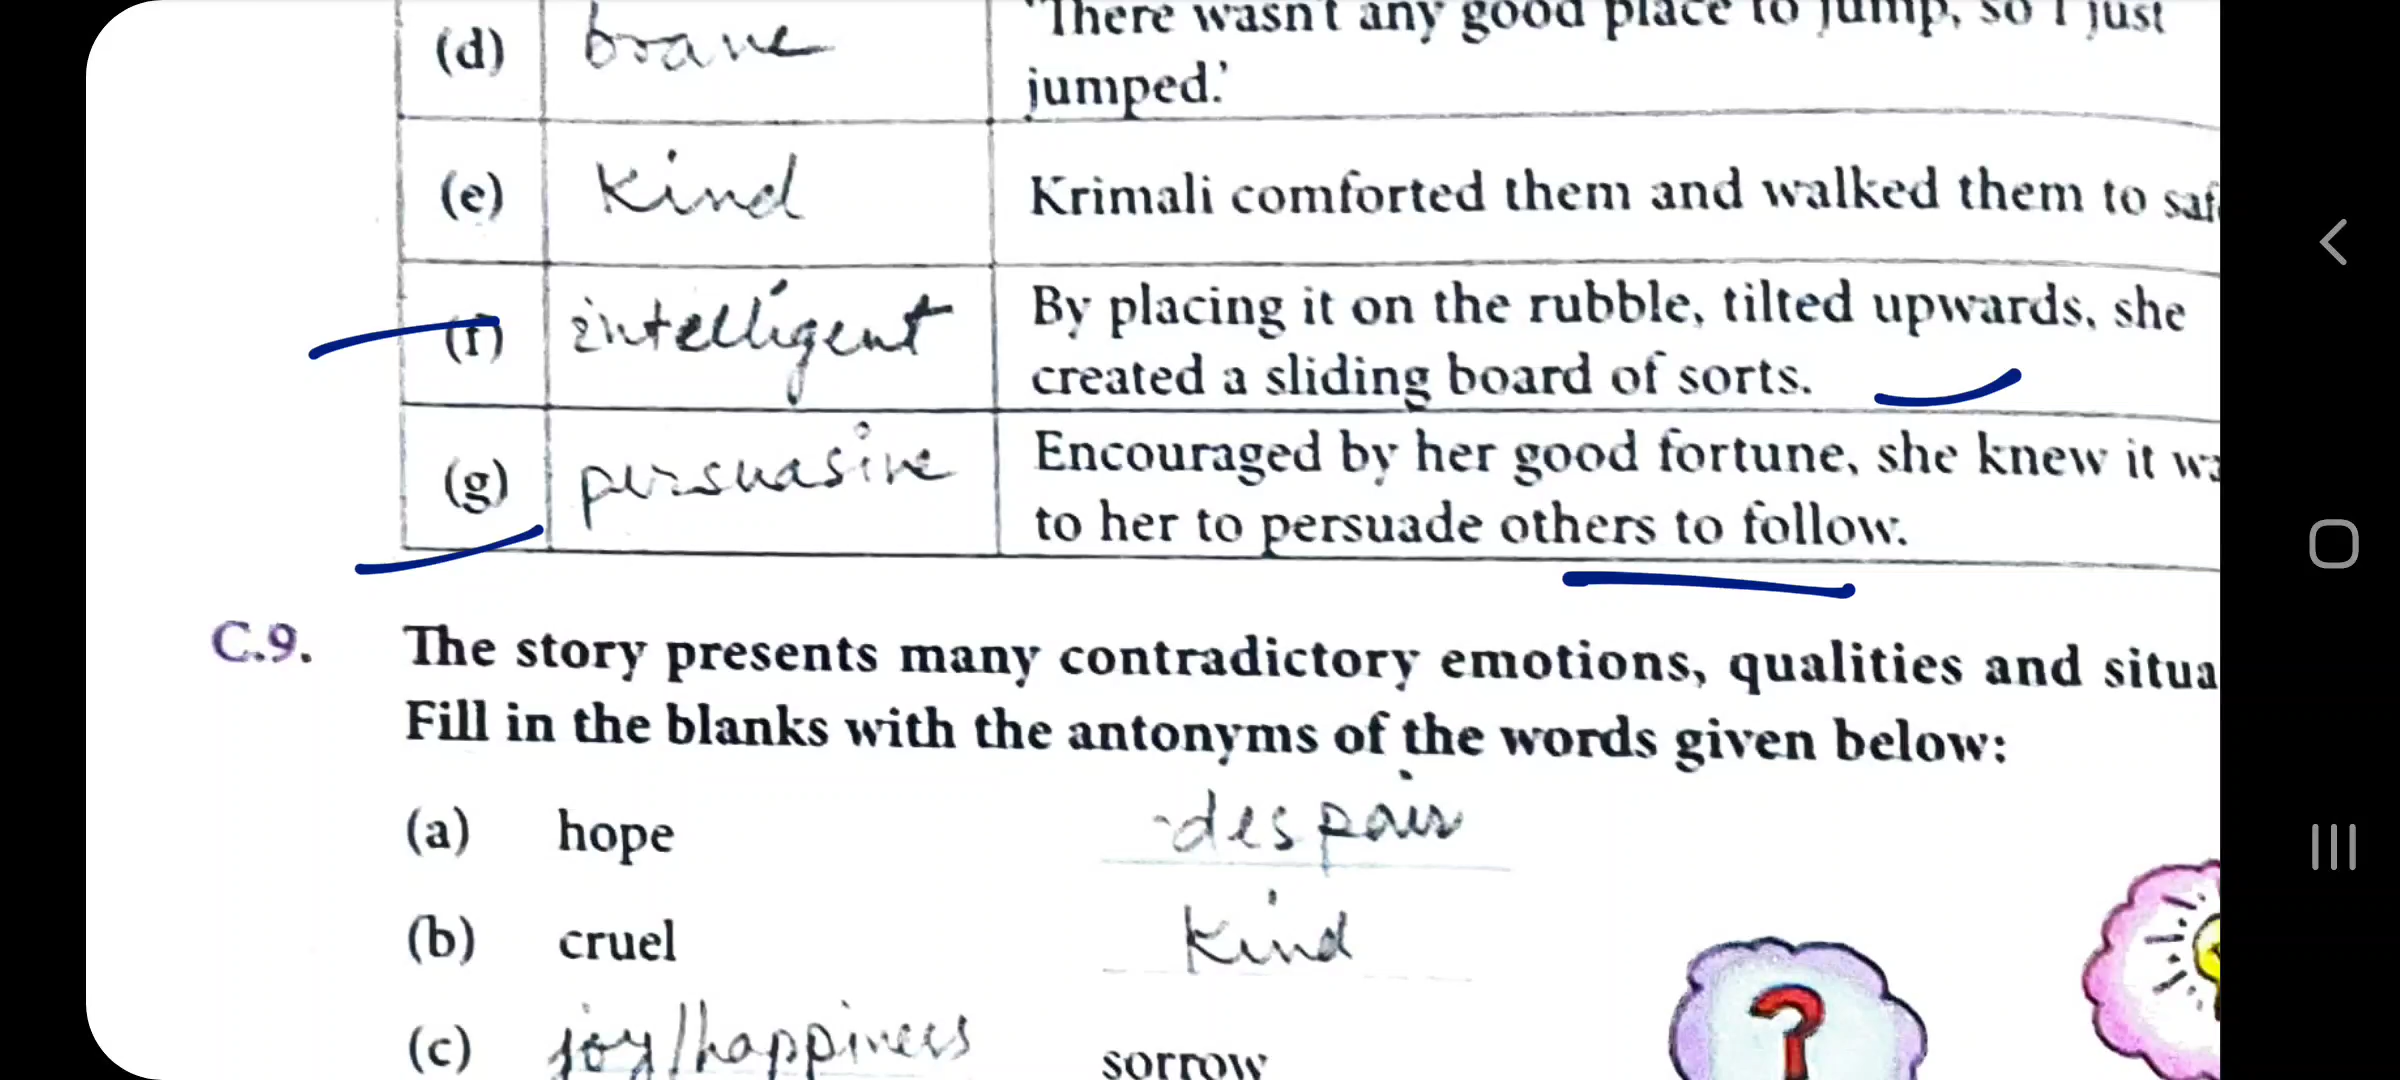 (d) brave 'There wasn't any good place to jump, so I just
jumped.'
(e) kind Krimali comforted them and walked them to saf
(f) intelligent By placing it on the rubble, tilted upwards, she
created a sliding board of sorts.
(g) persuasive Encouraged by her good fortune, she knew it wa
to her to persuade others to follow.
C.9. The story presents many contradictory emotions, qualities and situa
Fill in the blanks with the antonyms of the words given below:
(a) hope despair
(b) cruel kind
(c) joy/happiness sorrow
?